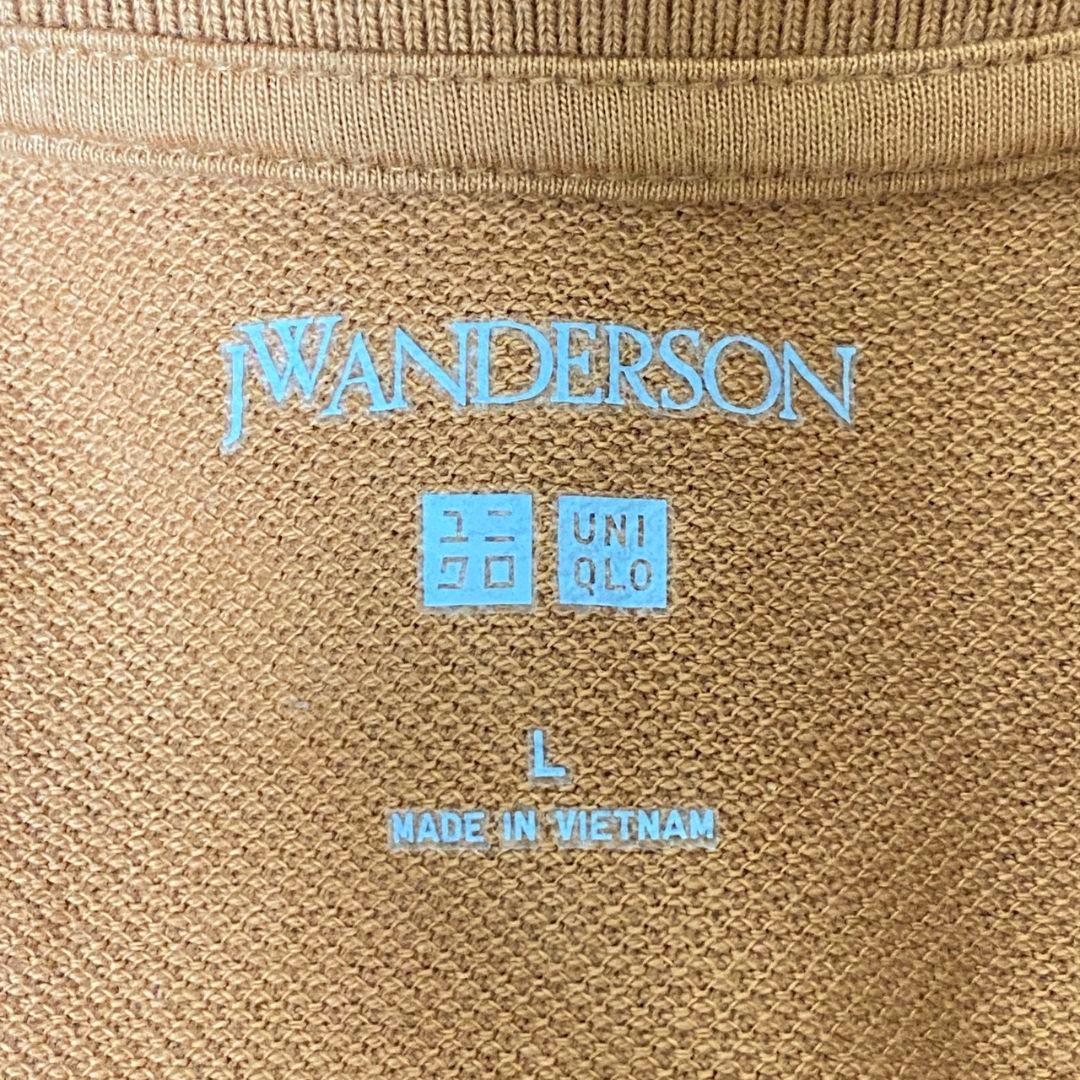 JWANDERSON
ユニ
クロ
UNI
QLO
L
MADE IN VIETNAM